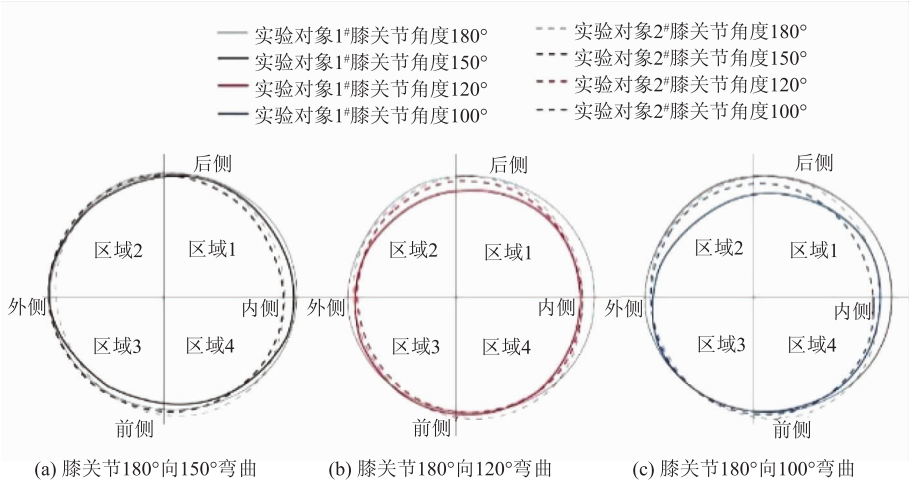 实验对象1#膝关节角度180°
实验对象1#膝关节角度150°
实验对象1#膝关节角度120°
实验对象1#膝关节角度100°
实验对象2#膝关节角度180°
实验对象2#膝关节角度150°
实验对象2#膝关节角度120°
实验对象2#膝关节角度100°
后侧
区域2
区域1
外侧
内侧
区域3
区域4
前侧
(a) 膝关节180°向150°弯曲
后侧
区域2
区域1
外侧
内侧
区域3
区域4
前侧
(b) 膝关节180°向120°弯曲
后侧
区域2
区域1
外侧
内侧
区域3
区域4
前侧
(c) 膝关节180°向100°弯曲